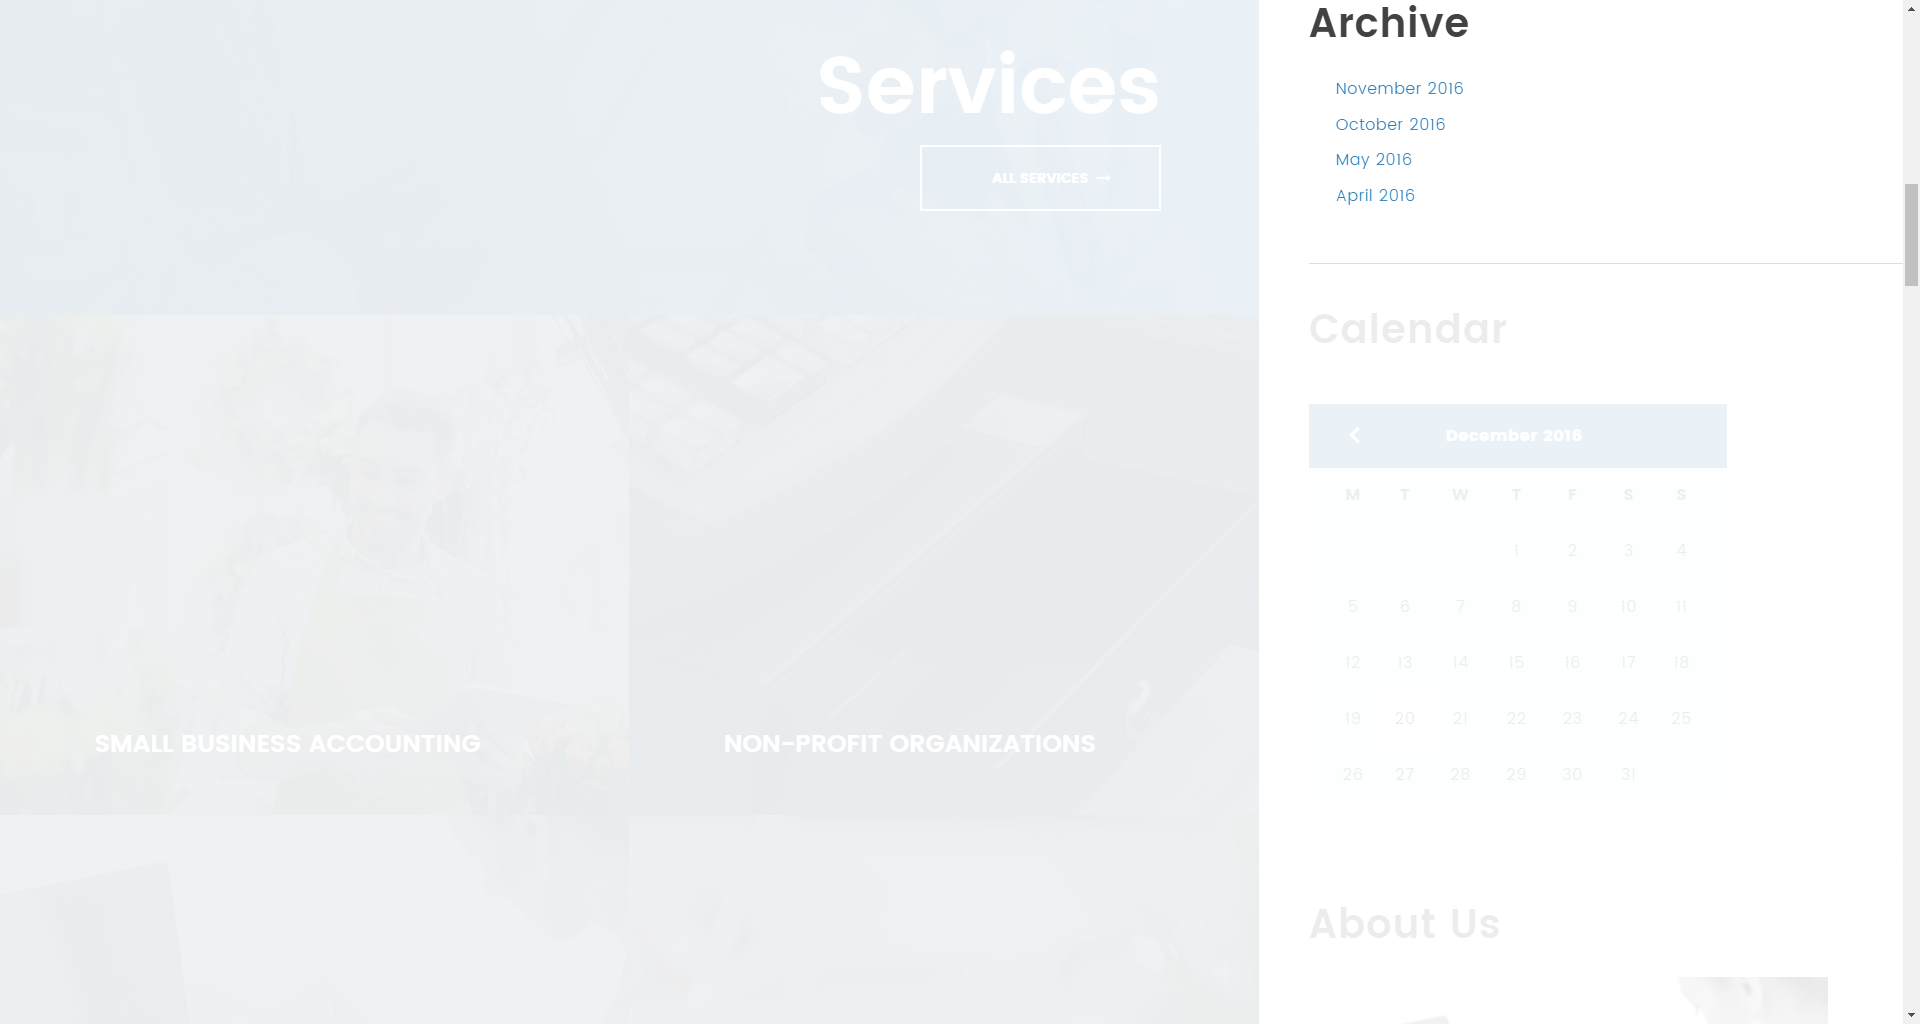 Services
ALL SERVICES →
SMALL BUSINESS ACCOUNTING
NON-PROFIT ORGANIZATIONS
Archive
November 2016
October 2016
May 2016
April 2016
Calendar
December 2016
M T W T F S S
1 2 3 4
5 6 7 8 9 10 11
12 13 14 15 16 17 18
19 20 21 22 23 24 25
26 27 28 29 30 31
About Us